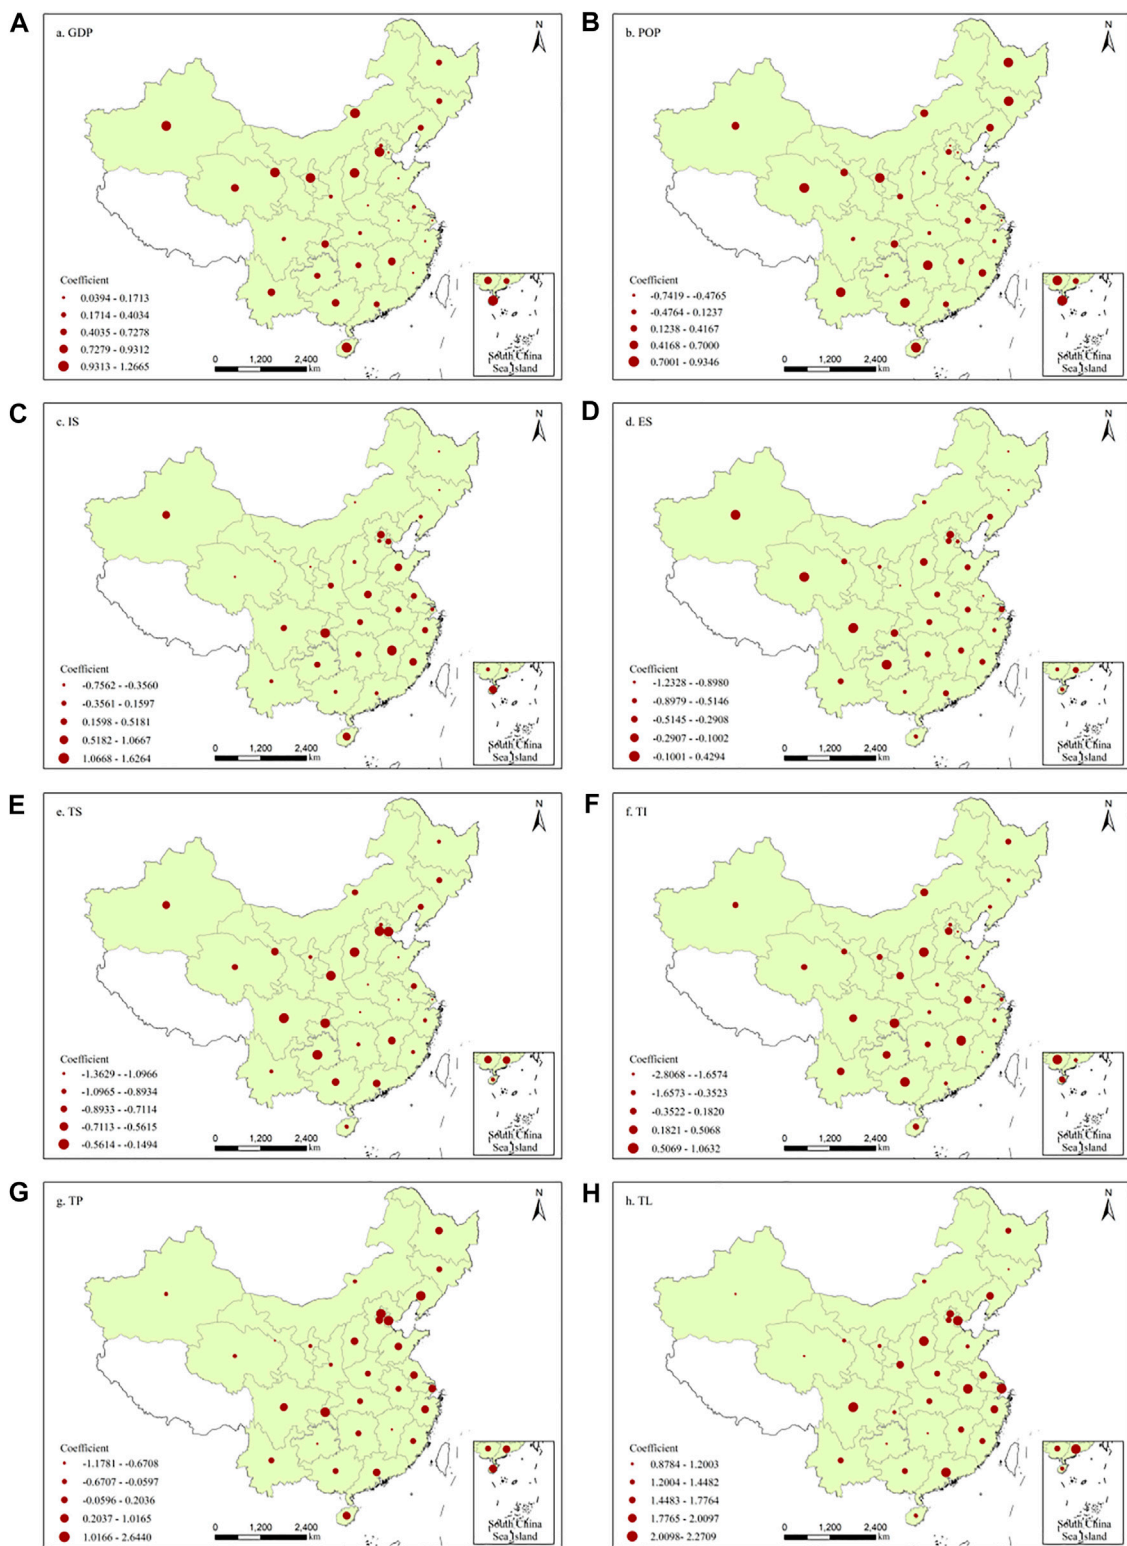 A
a. GDP
N
Coefficient
0.0394 - 0.1713
0.1714 - 0.4034
0.4035 - 0.7278
0.7279 - 0.9312
0.9313 - 1.2665
0 1,200 2,400
km
South China
Sea Island
B
b. POP
N
Coefficient
-0.7419 - -0.4765
-0.4764 - 0.1237
0.1238 - 0.4167
0.4168 - 0.7000
0.7001 - 0.9346
0 1,200 2,400
km
South China
Sea Island
C
c. IS
N
Coefficient
-0.7562 - -0.3560
-0.3561 - 0.1597
0.1598 - 0.5181
0.5182 - 1.0667
1.0668 - 1.6264
0 1,200 2,400
km
South China
Sea Island
D
d. ES
N
Coefficient
-1.2328 - -0.8980
-0.8979 - -0.5146
-0.5145 - -0.2908
-0.2907 - -0.1002
-0.1001 - 0.4294
0 1,200 2,400
km
South China
Sea Island
E
e. TS
N
Coefficient
-1.3629 - -1.0966
-1.0965 - -0.8934
-0.8933 - -0.7114
-0.7113 - -0.5615
-0.5614 - -0.1494
0 1,200 2,400
km
South China
Sea Island
F
f. TI
N
Coefficient
-2.8068 - -1.6574
-1.6573 - -0.3523
-0.3522 - 0.1820
0.1821 - 0.5068
0.5069 - 1.0632
0 1,200 2,400
km
South China
Sea Island
G
g. TP
N
Coefficient
-1.1781 - -0.6708
-0.6707 - -0.0597
-0.0596 - 0.2036
0.2037 - 1.0165
1.0166 - 2.6440
0 1,200 2,400
km
South China
Sea Island
H
h. TL
N
Coefficient
0.8784 - 1.2003
1.2004 - 1.4482
1.4483 - 1.7764
1.7765 - 2.0097
2.0098- 2.2709
0 1,200 2,400
km
South China
Sea Island